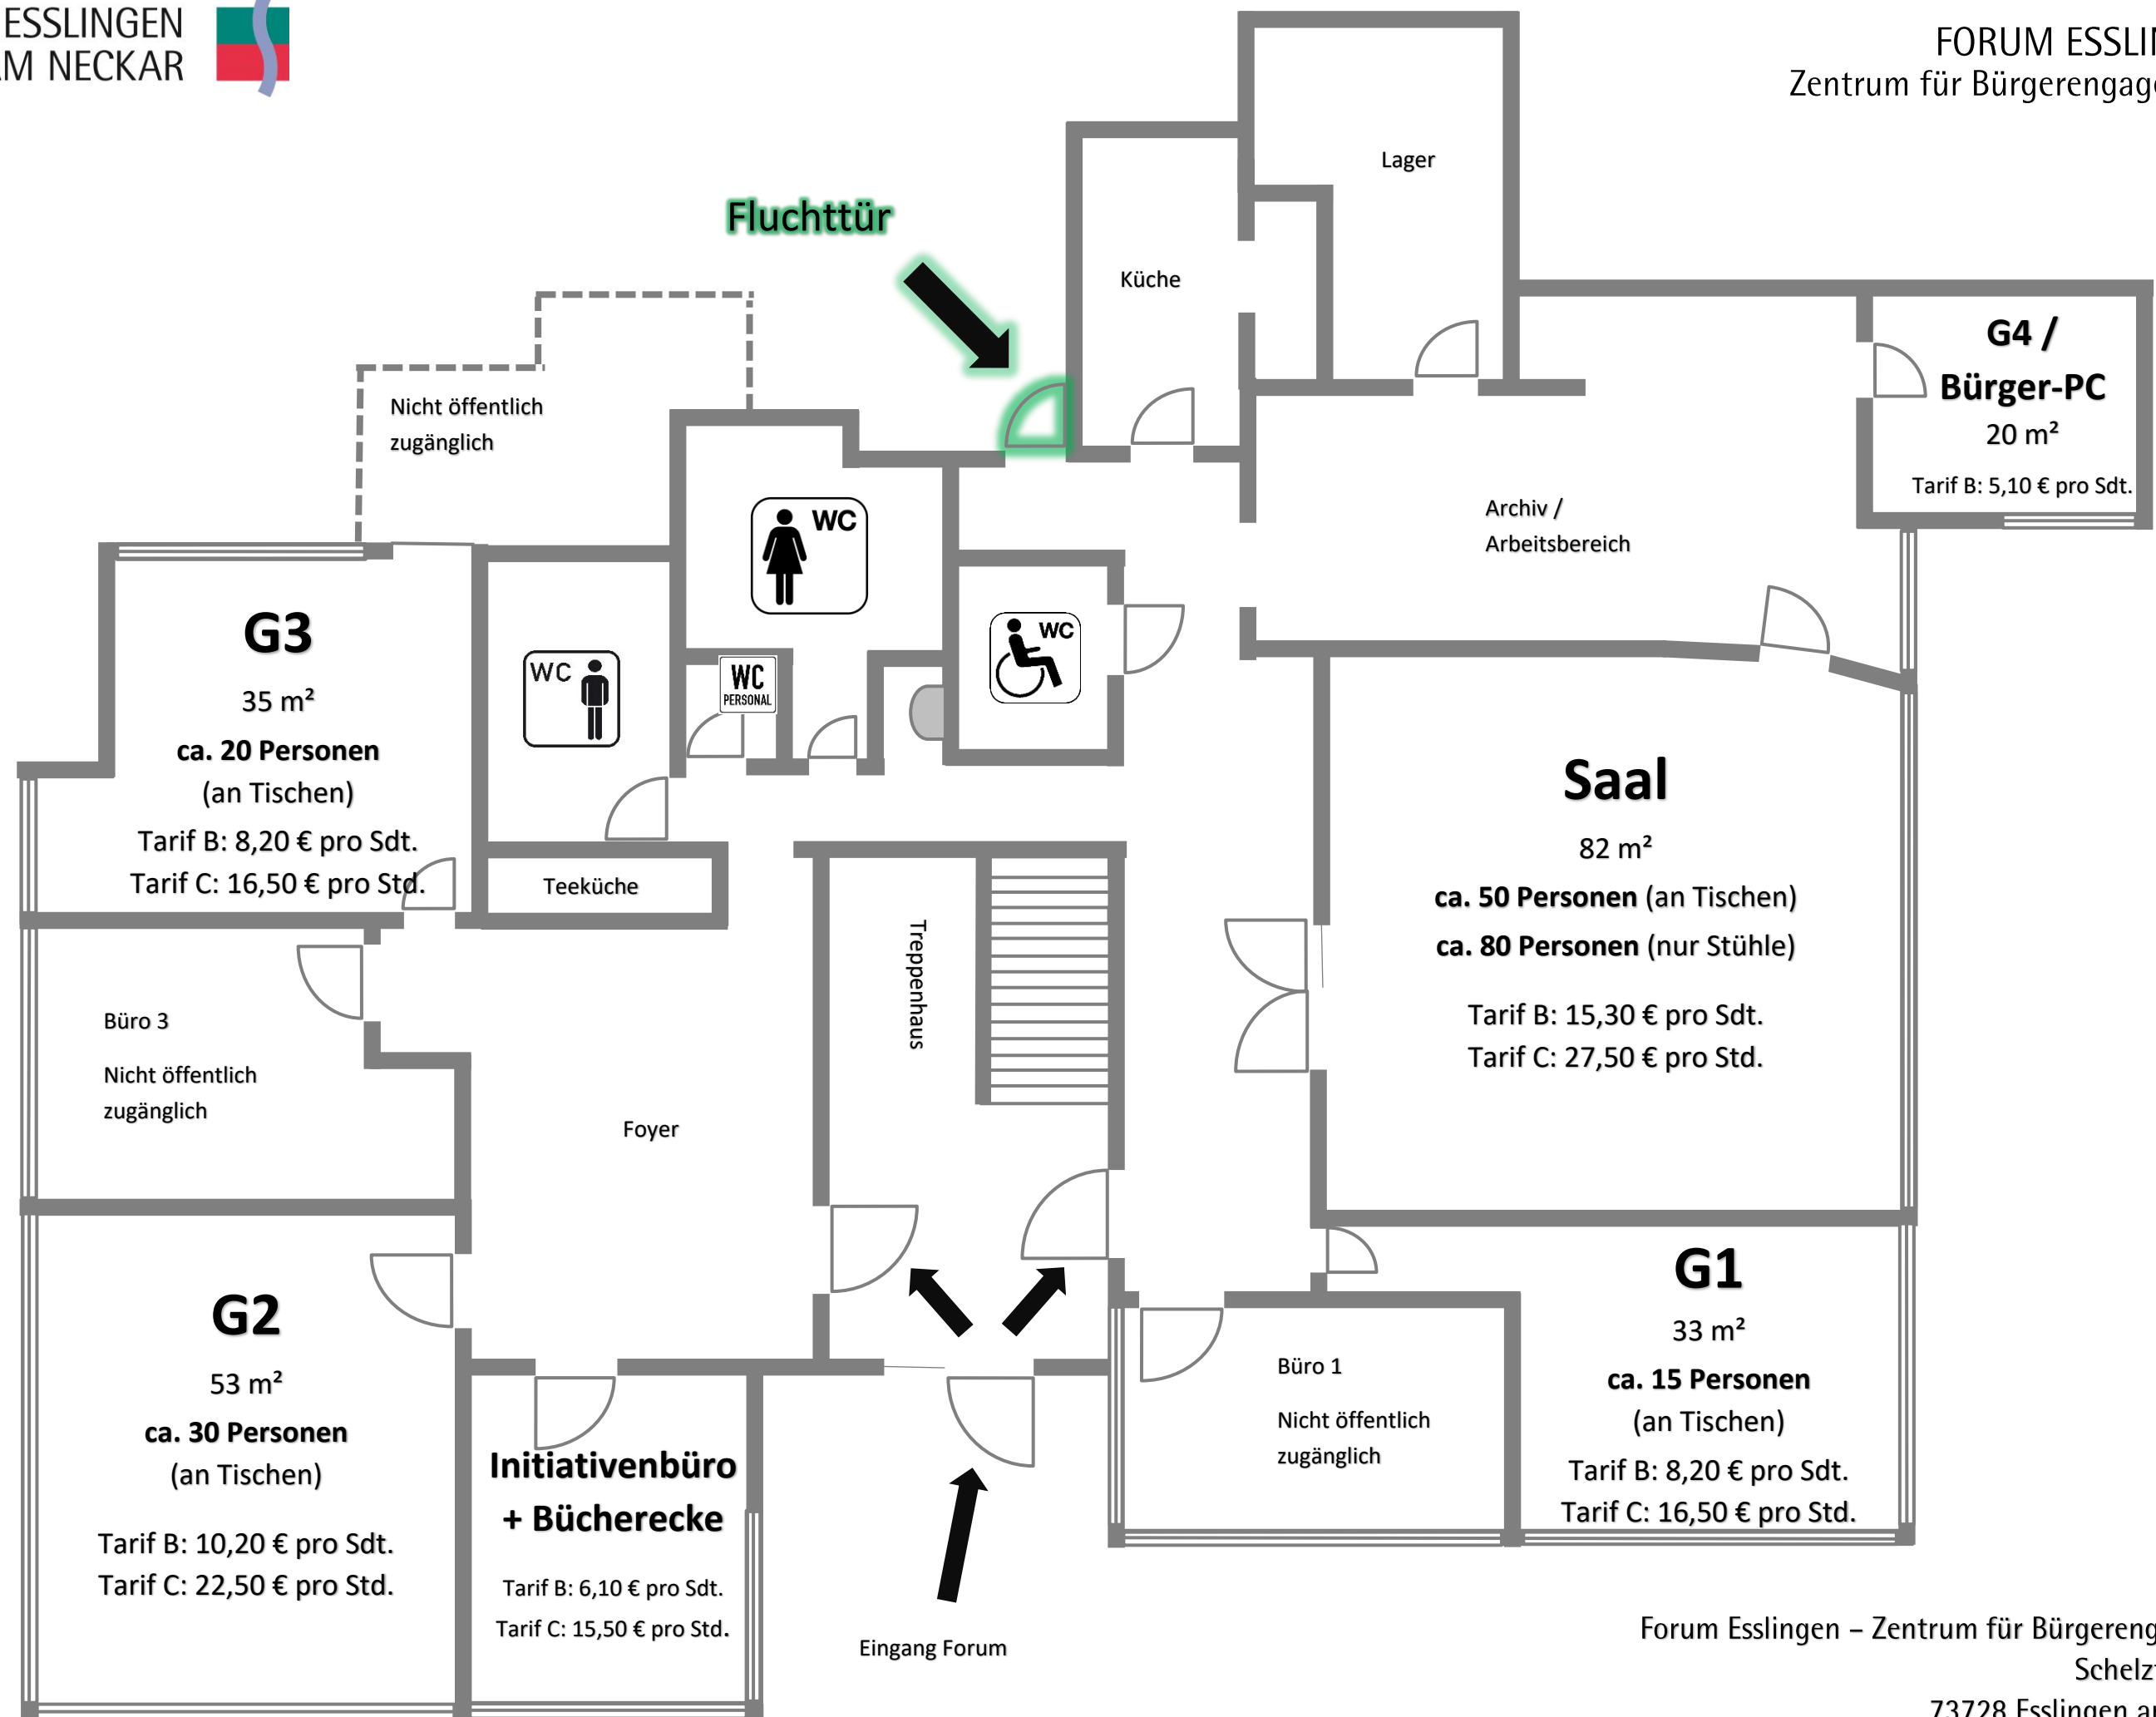 ESSLINGEN
AM NECKAR
FORUM ESSLIN
Zentrum für Bürgerengage
Lager
Fluchttür
Küche
G4 /
Bürger-PC
20 m²
Tarif B: 5,10 € pro Sdt.
Nicht öffentlich
zugänglich
Archiv /
Arbeitsbereich
WC
WC
WC
PERSONAL
WC
G3
35 m²
ca. 20 Personen
(an Tischen)
Tarif B: 8,20 € pro Sdt.
Tarif C: 16,50 € pro Std.
Teeküche
Treppenhaus
Saal
82 m²
ca. 50 Personen (an Tischen)
ca. 80 Personen (nur Stühle)
Tarif B: 15,30 € pro Sdt.
Tarif C: 27,50 € pro Std.
Büro 3
Nicht öffentlich
zugänglich
Foyer
G2
53 m²
ca. 30 Personen
(an Tischen)
Tarif B: 10,20 € pro Sdt.
Tarif C: 22,50 € pro Std.
Initiativenbüro
+ Bücherecke
Tarif B: 6,10 € pro Sdt.
Tarif C: 15,50 € pro Std.
Eingang Forum
Büro 1
Nicht öffentlich
zugänglich
G1
33 m²
ca. 15 Personen
(an Tischen)
Tarif B: 8,20 € pro Sdt.
Tarif C: 16,50 € pro Std.
Forum Esslingen – Zentrum für Bürgereng
Schelzt
73728 Esslingen a